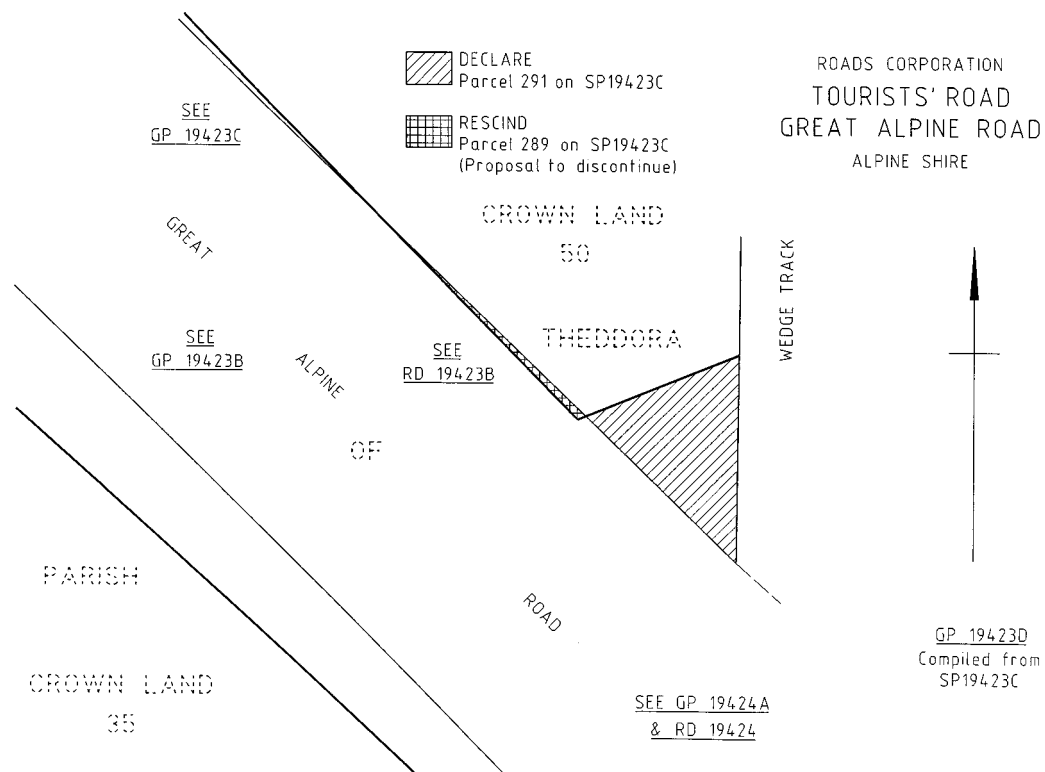 DECLARE
Parcel 291 on SP19423C
RESCIND
Parcel 289 on SP19423C
(Proposal to discontinue)
ROADS CORPORATION
TOURISTS' ROAD
GREAT ALPINE ROAD
ALPINE SHIRE
SEE
GP 19423C
CROWN LAND
50
GREAT
WEDGE TRACK
THEDDORA
SEE
GP 19423B
ALPINE
SEE
RD 19423B
OF
PARISH
ROAD
CROWN LAND
35
GP 19423D
Compiled from
SP19423C
SEE GP 19424A
& RD 19424